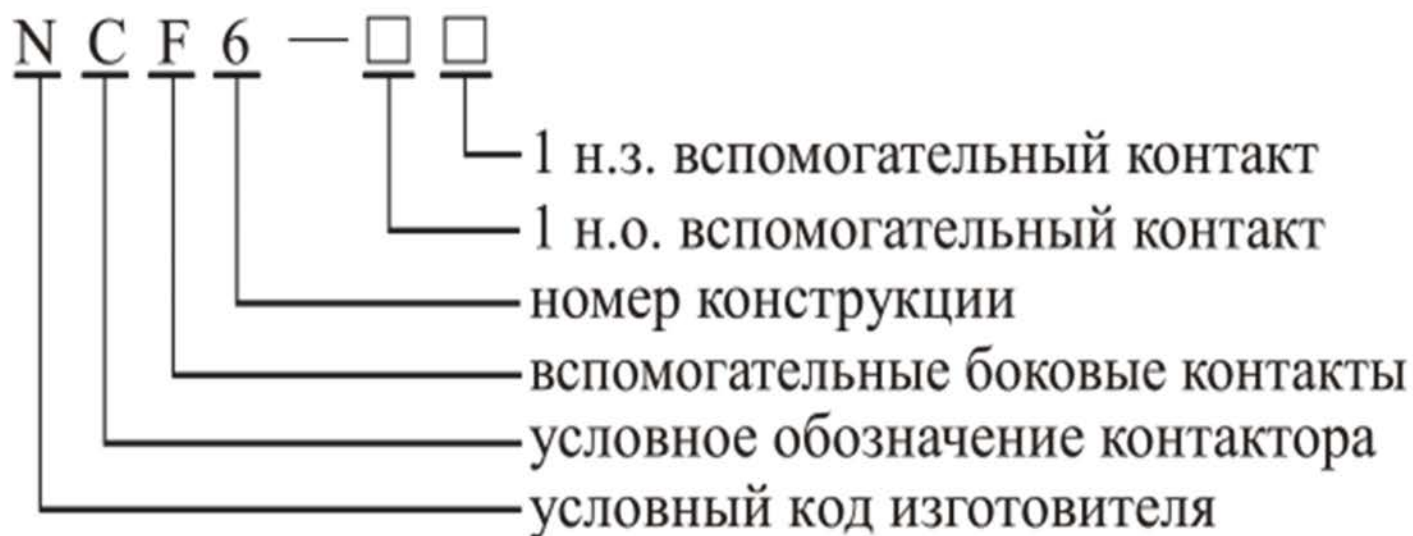 N C F 6 — □ □
1 н.з. вспомогательный контакт
1 н.о. вспомогательный контакт
номер конструкции
вспомогательные боковые контакты
условное обозначение контактора
условный код изготовителя